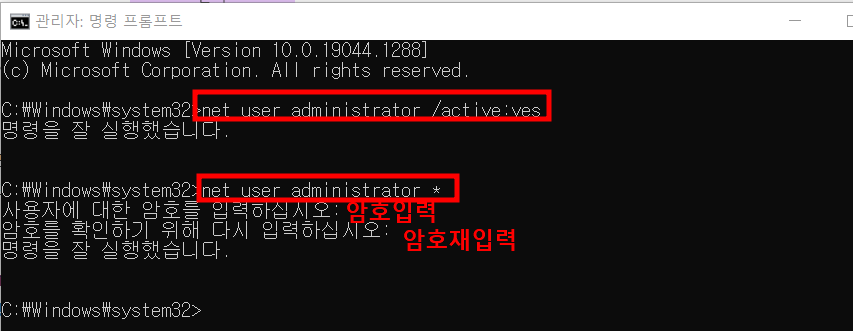 관리자: 명령 프롬프트
Microsoft Windows [Version 10.0.19044.1288]
(c) Microsoft Corporation. All rights reserved.
C:₩Windows₩system32>net user administrator /active:yes
명령을 잘 실행했습니다.
C:₩Windows₩system32>net user administrator *
사용자에 대한 암호를 입력하십시오: 암호입력
암호를 확인하기 위해 다시 입력하십시오: 암호재입력
명령을 잘 실행했습니다.
C:₩Windows₩system32>